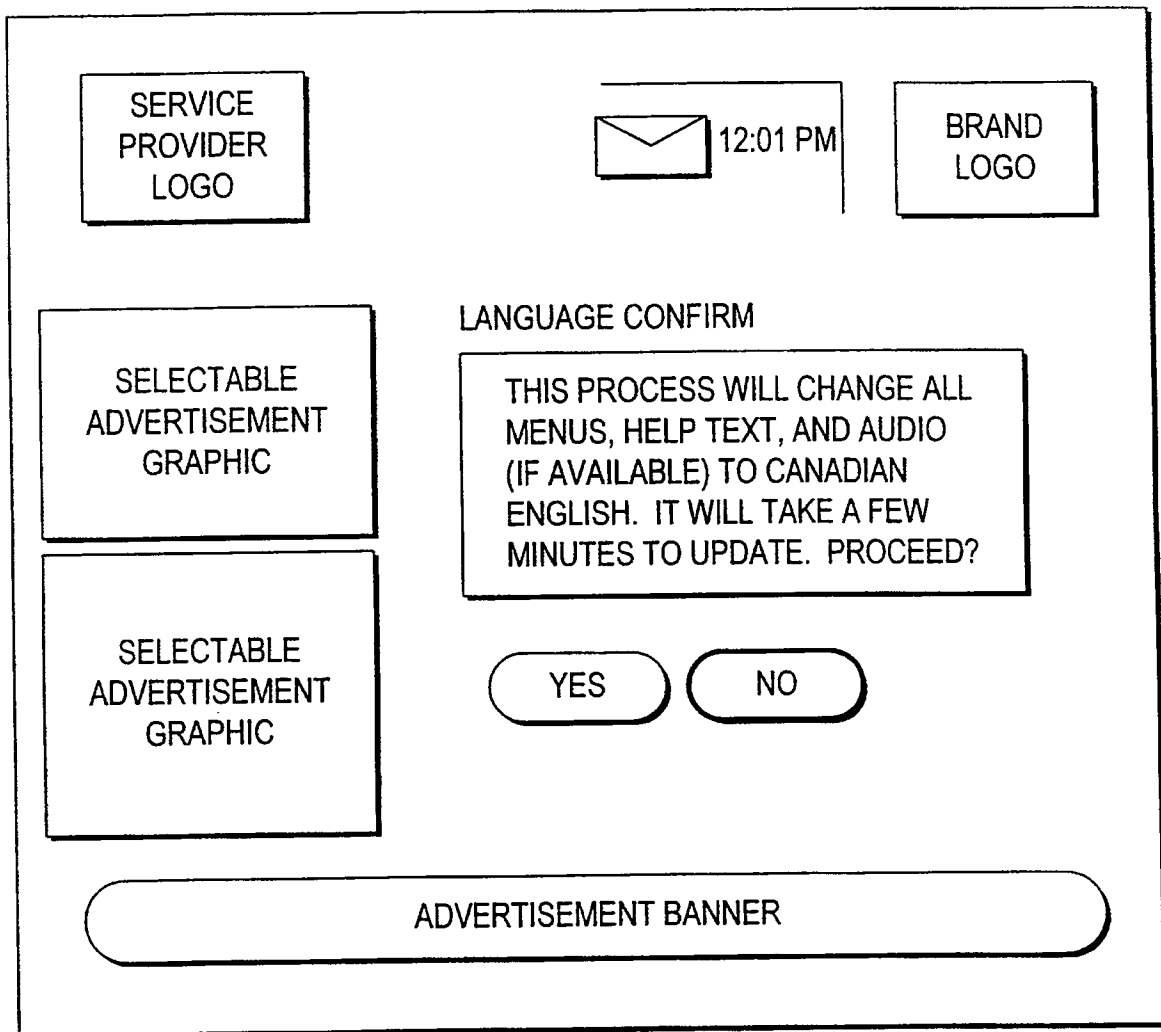 SERVICE
PROVIDER
LOGO
12:01 PM
BRAND
LOGO
SELECTABLE
ADVERTISEMENT
GRAPHIC
LANGUAGE CONFIRM
THIS PROCESS WILL CHANGE ALL
MENUS, HELP TEXT, AND AUDIO
(IF AVAILABLE) TO CANADIAN
ENGLISH. IT WILL TAKE A FEW
MINUTES TO UPDATE. PROCEED?
SELECTABLE
ADVERTISEMENT
GRAPHIC
YES
NO
ADVERTISEMENT BANNER